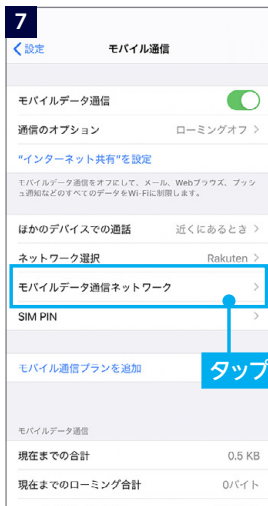 7
設定 モバイル通信
モバイルデータ通信
通信のオプション ローミングオフ
"インターネット共有"を設定
モバイルデータ通信をオフにして、メール、Webブラウズ、プッシ
ュ通知などのすべてのデータをWi-Fiに制限します。
ほかのデバイスでの通話 近くにあるとき
ネットワーク選択 Rakuten
モバイルデータ通信ネットワーク
SIM PIN
タップ
モバイル通信プランを追加
モバイルデータ通信
現在までの合計 0.5 KB
現在までのローミング合計 0バイト